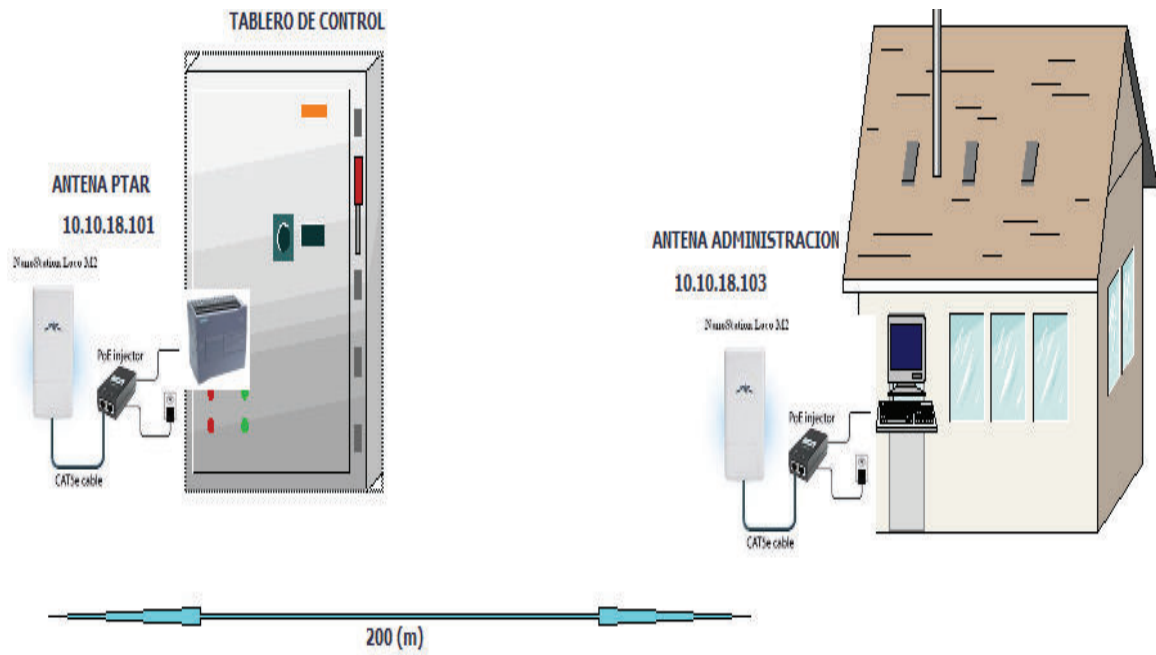 TABLERO DE CONTROL
ANTENA PTAR
10.10.18.101
NanoStation Loco M2
PoE injector
CAT5e cable
ANTENA ADMINISTRACION
10.10.18.103
NanoStation Loco M2
PoE injector
CAT5e cable
200 (m)